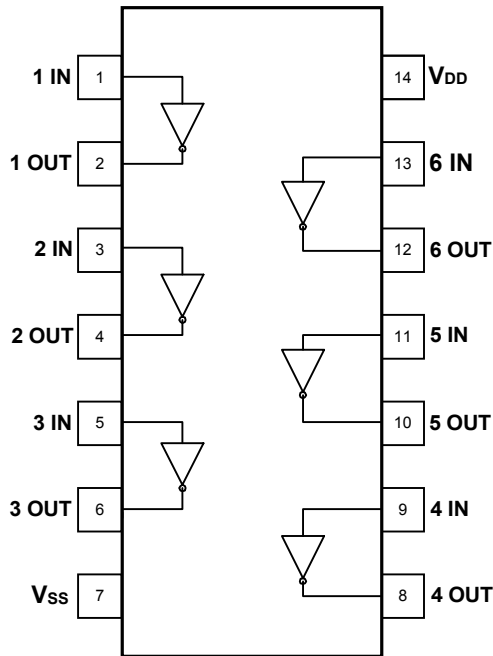 1 IN 1
14 VDD
1 OUT 2
13 6 IN
2 IN 3
12 6 OUT
2 OUT 4
11 5 IN
3 IN 5
10 5 OUT
3 OUT 6
9 4 IN
VSS 7
8 4 OUT